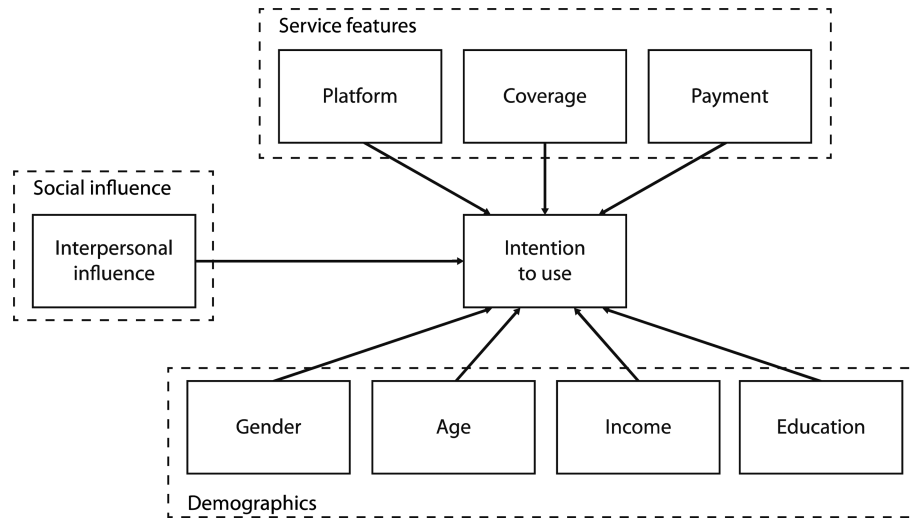 Service features
Platform
Coverage
Payment
Social influence
Interpersonal
influence
Intention
to use
Gender
Age
Income
Education
Demographics